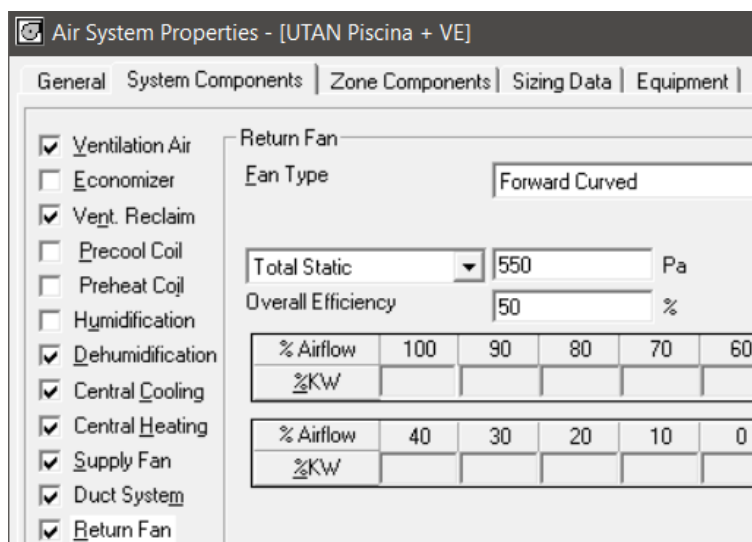 Air System Properties - [UTAN Piscina + VE]
General System Components Zone Components Sizing Data Equipment
Ventilation Air
Economizer
Vent. Reclaim
Precool Coil
Preheat Coil
Humidification
Dehumidification
Central Cooling
Central Heating
Supply Fan
Duct System
Return Fan
Return Fan
Fan Type Forward Curved
Total Static 550 Pa
Overall Efficiency 50 %
% Airflow 100 90 80 70 60
%KW
% Airflow 40 30 20 10 0
%KW